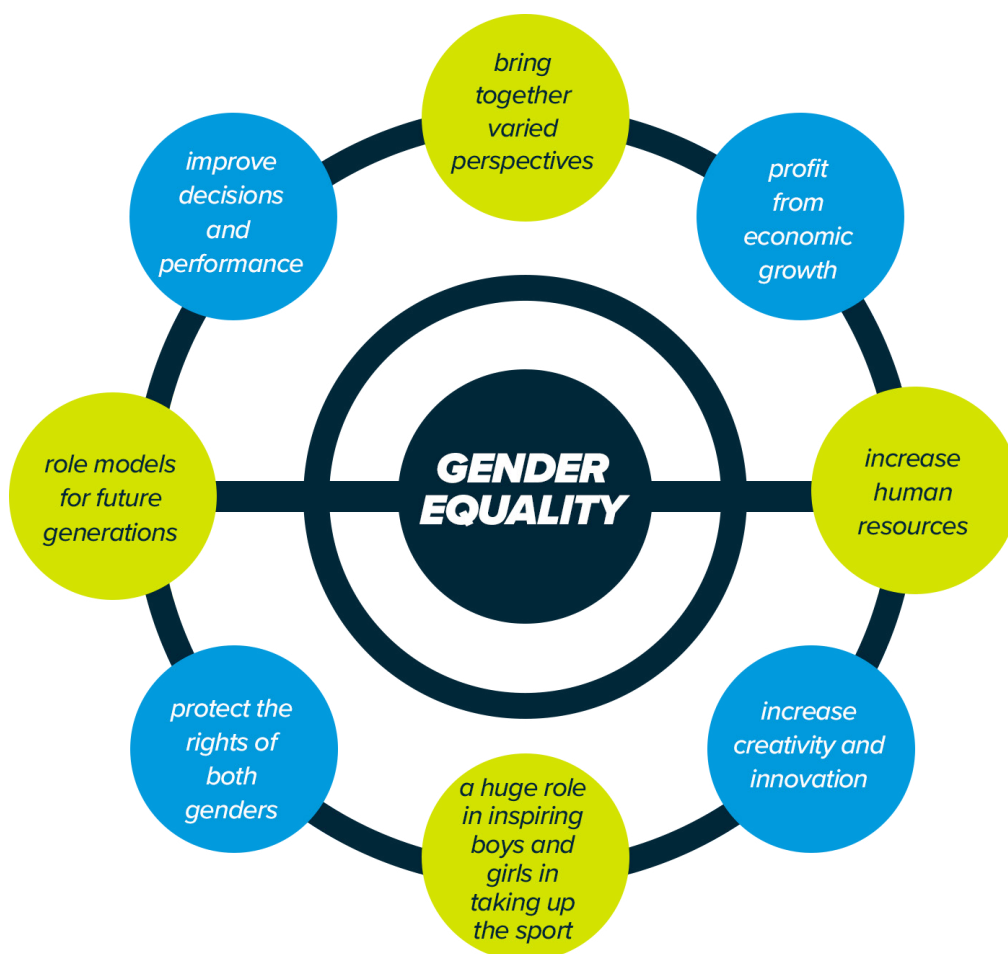 bring
together
varied
perspectives
profit
from
economic
growth
increase
human
resources
increase
creativity and
innovation
a huge role
in inspiring
boys and
girls in
taking up
the sport
protect the
rights of
both
genders
role models
for future
generations
improve
decisions
and
performance
GENDER
EQUALITY